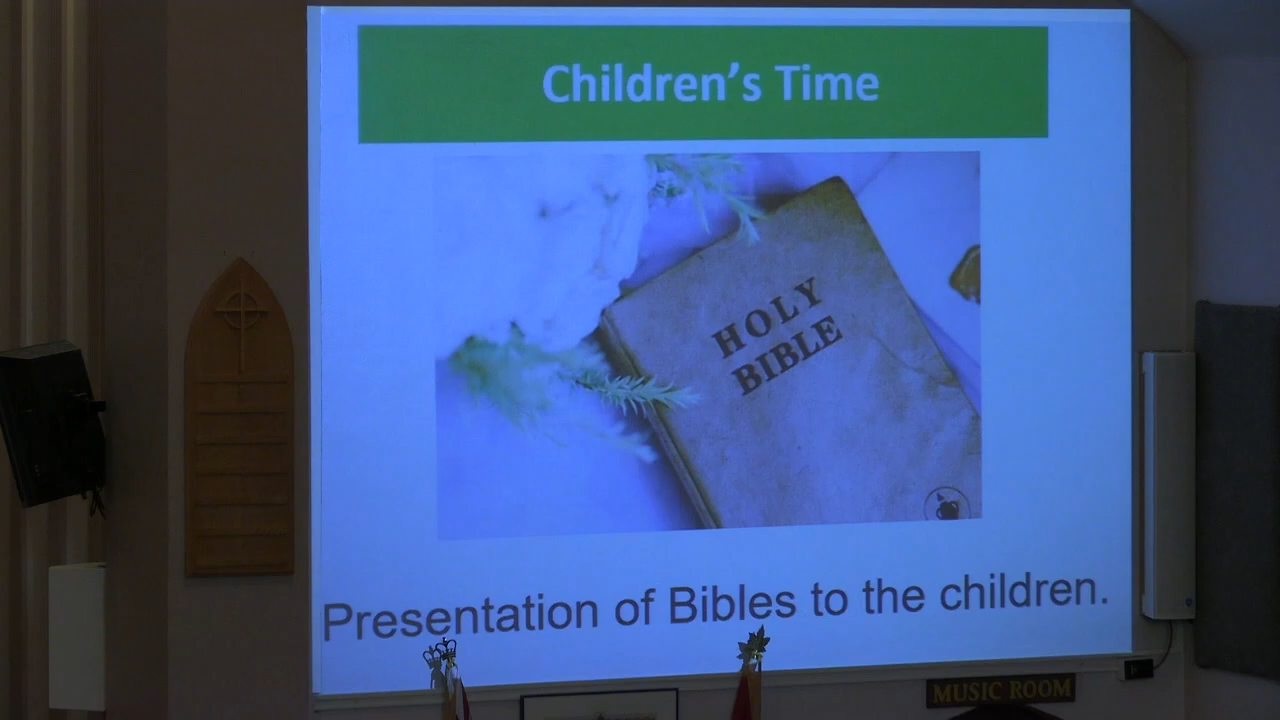 Children's Time
HOLY
BIBLE
Presentation of Bibles to the children.
MUSIC ROOM